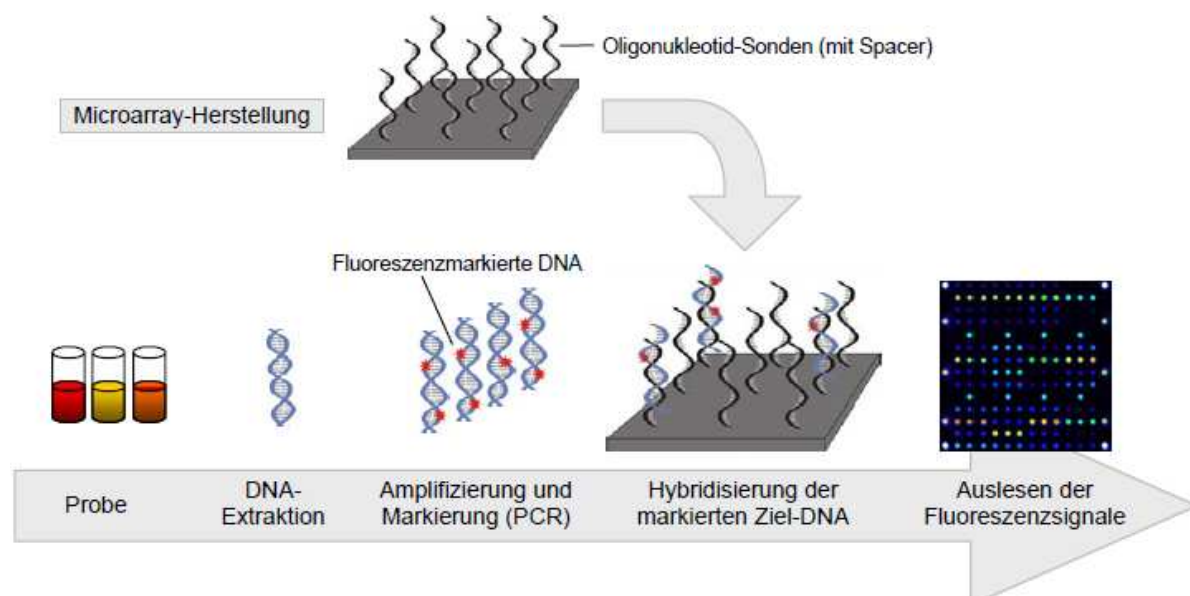 Oligonukleotid-Sonden (mit Spacer)
Microarray-Herstellung
Fluoreszenzmarkierte DNA
Probe
DNA-
Extraktion
Amplifizierung und
Markierung (PCR)
Hybridisierung der
markierten Ziel-DNA
Auslesen der
Fluoreszenzsignale